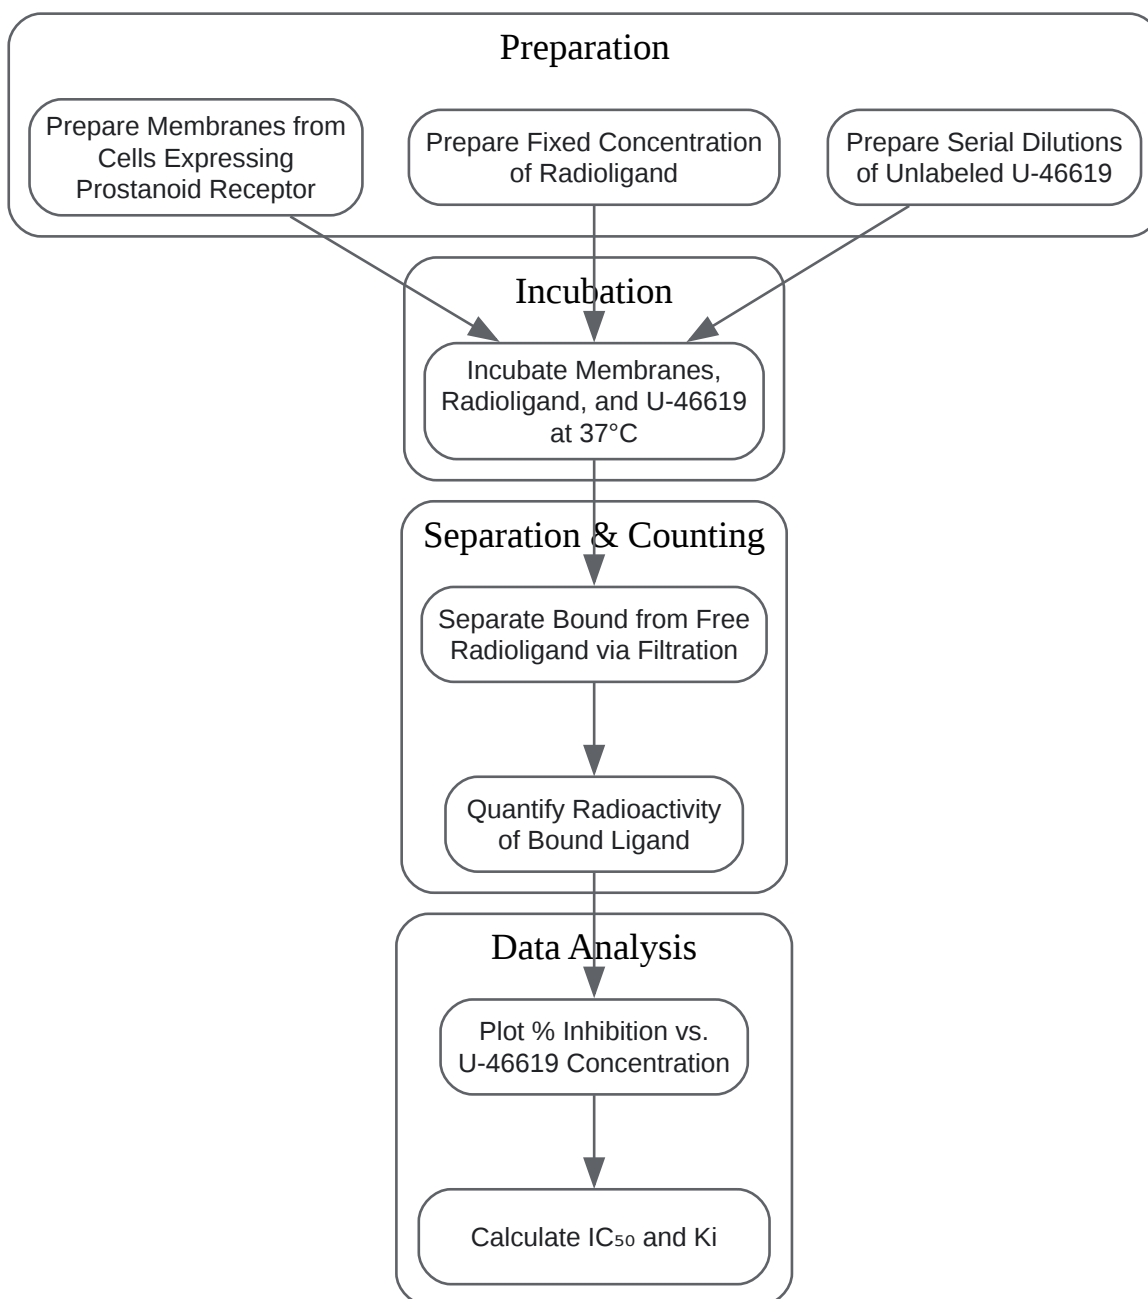 Preparation
Prepare Membranes from
Cells Expressing
Prostanoid Receptor
Prepare Fixed Concentration
of Radioligand
Prepare Serial Dilutions
of Unlabeled U-46619
Incubation
Incubate Membranes,
Radioligand, and U-46619
at 37°C
Separation & Counting
Separate Bound from Free
Radioligand via Filtration
Quantify Radioactivity
of Bound Ligand
Data Analysis
Plot % Inhibition vs.
U-46619 Concentration
Calculate IC₅₀ and Ki